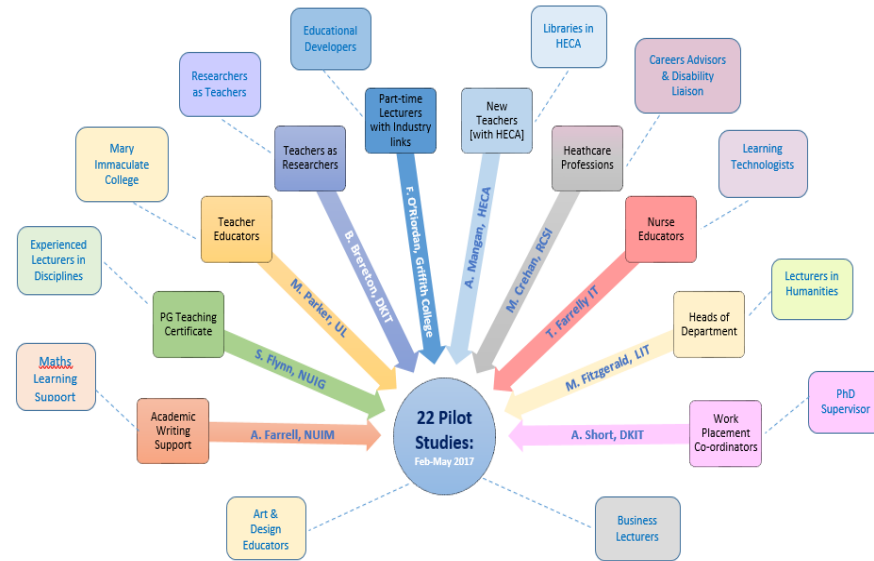 Educational
Developers
Libraries in
HECA
Researchers
as Teachers
Careers Advisors
& Disability
Liaison
Part-time
Lecturers
with Industry
links
New
Teachers
[with HECA]
Mary
Immaculate
College
Teachers as
Researchers
Heathcare
Professions
Learning
Technologists
Teacher
Educators
Nurse
Educators
Experienced
Lecturers in
Disciplines
Lecturers in
Humanities
PG Teaching
Certificate
Heads of
Department
Maths
Learning
Support
PhD
Supervisor
Academic
Writing
Support
Work
Placement
Co-ordinators
A. Farrell, NUIM
S. Flynn, NUIG
M. Parker, UL
B. Brereton, DKIT
F. O'Riordan, Griffith College
A. Mangan, HECA
M. Crehan, RCSI
T. Farrelly IT
M. Fitzgerald, LIT
A. Short, DKIT
22 Pilot
Studies:
Feb-May 2017
Art &
Design
Educators
Business
Lecturers